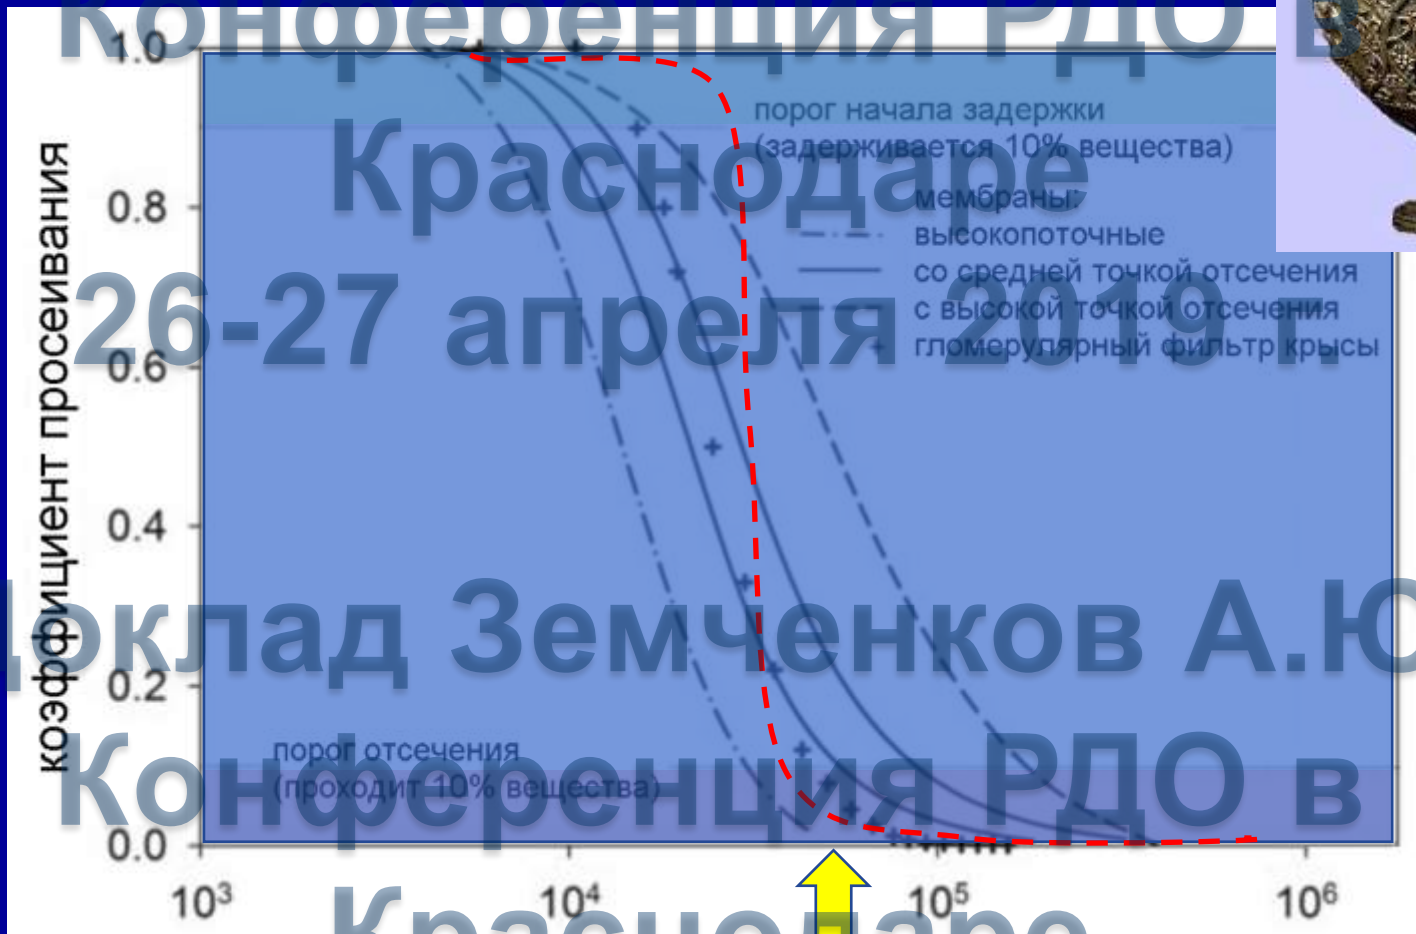 Конференция РДО в
Краснодаре
26-27 апреля 2019 г.
Доклад Земченков А.Ю
Конференция РДО в
Краснодаре
коэффициент просеивания
1.0
0.8
0.6
0.4
0.2
0.0
порог начала задержки
(задерживается 10% вещества)
мембраны:
высокопоточные
со средней точкой отсечения
с высокой точкой отсечения
гломерулярный фильтр крысы
порог отсечения
(проходит 10% вещества)
10³
10⁴
10⁵
10⁶